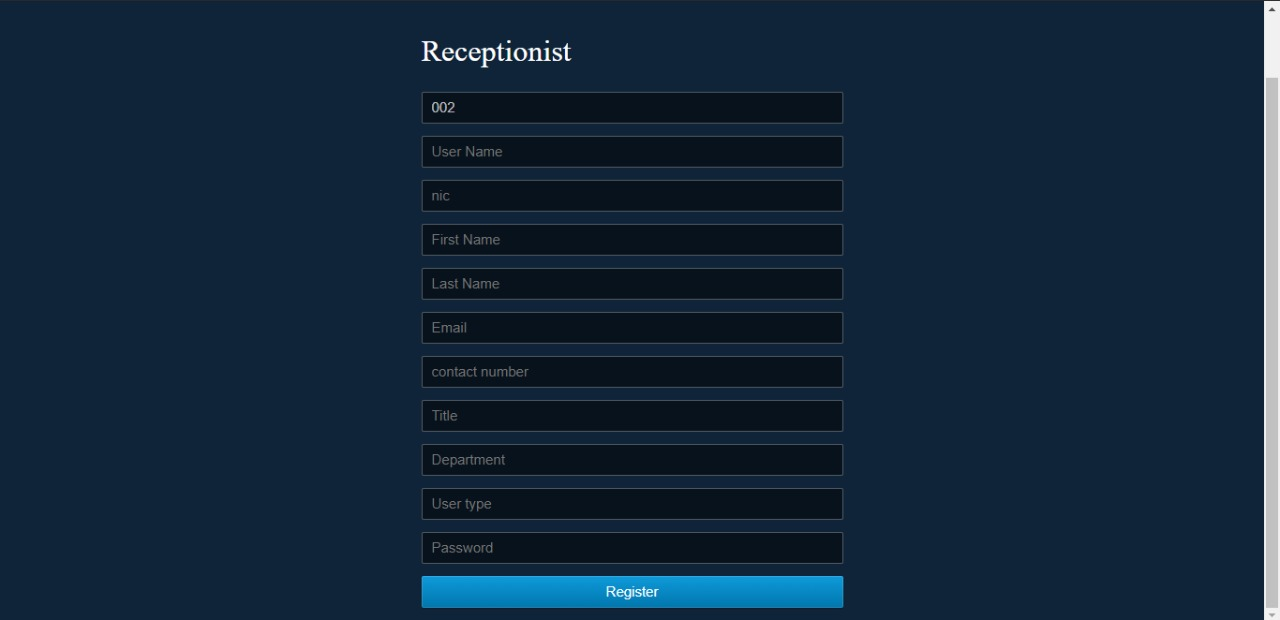 Receptionist
002
User Name
nic
First Name
Last Name
Email
contact number
Title
Department
User type
Password
Register